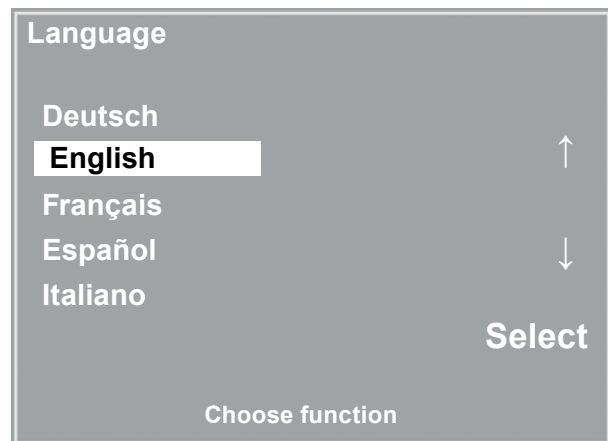 Language
Deutsch
English
↑
Français
Español
↓
Italiano
Select
Choose function